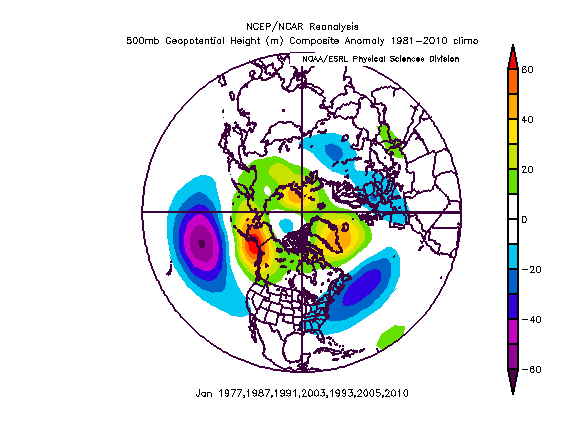 NCEP/NCAR Reanalysis
500mb Geopotential Height (m) Composite Anomaly 1981-2010 climo
NOAA/ESRL Physical Sciences Division
60
40
20
0
-20
-40
-60
Jan 1977,1987,1991,2003,1993,2005,2010